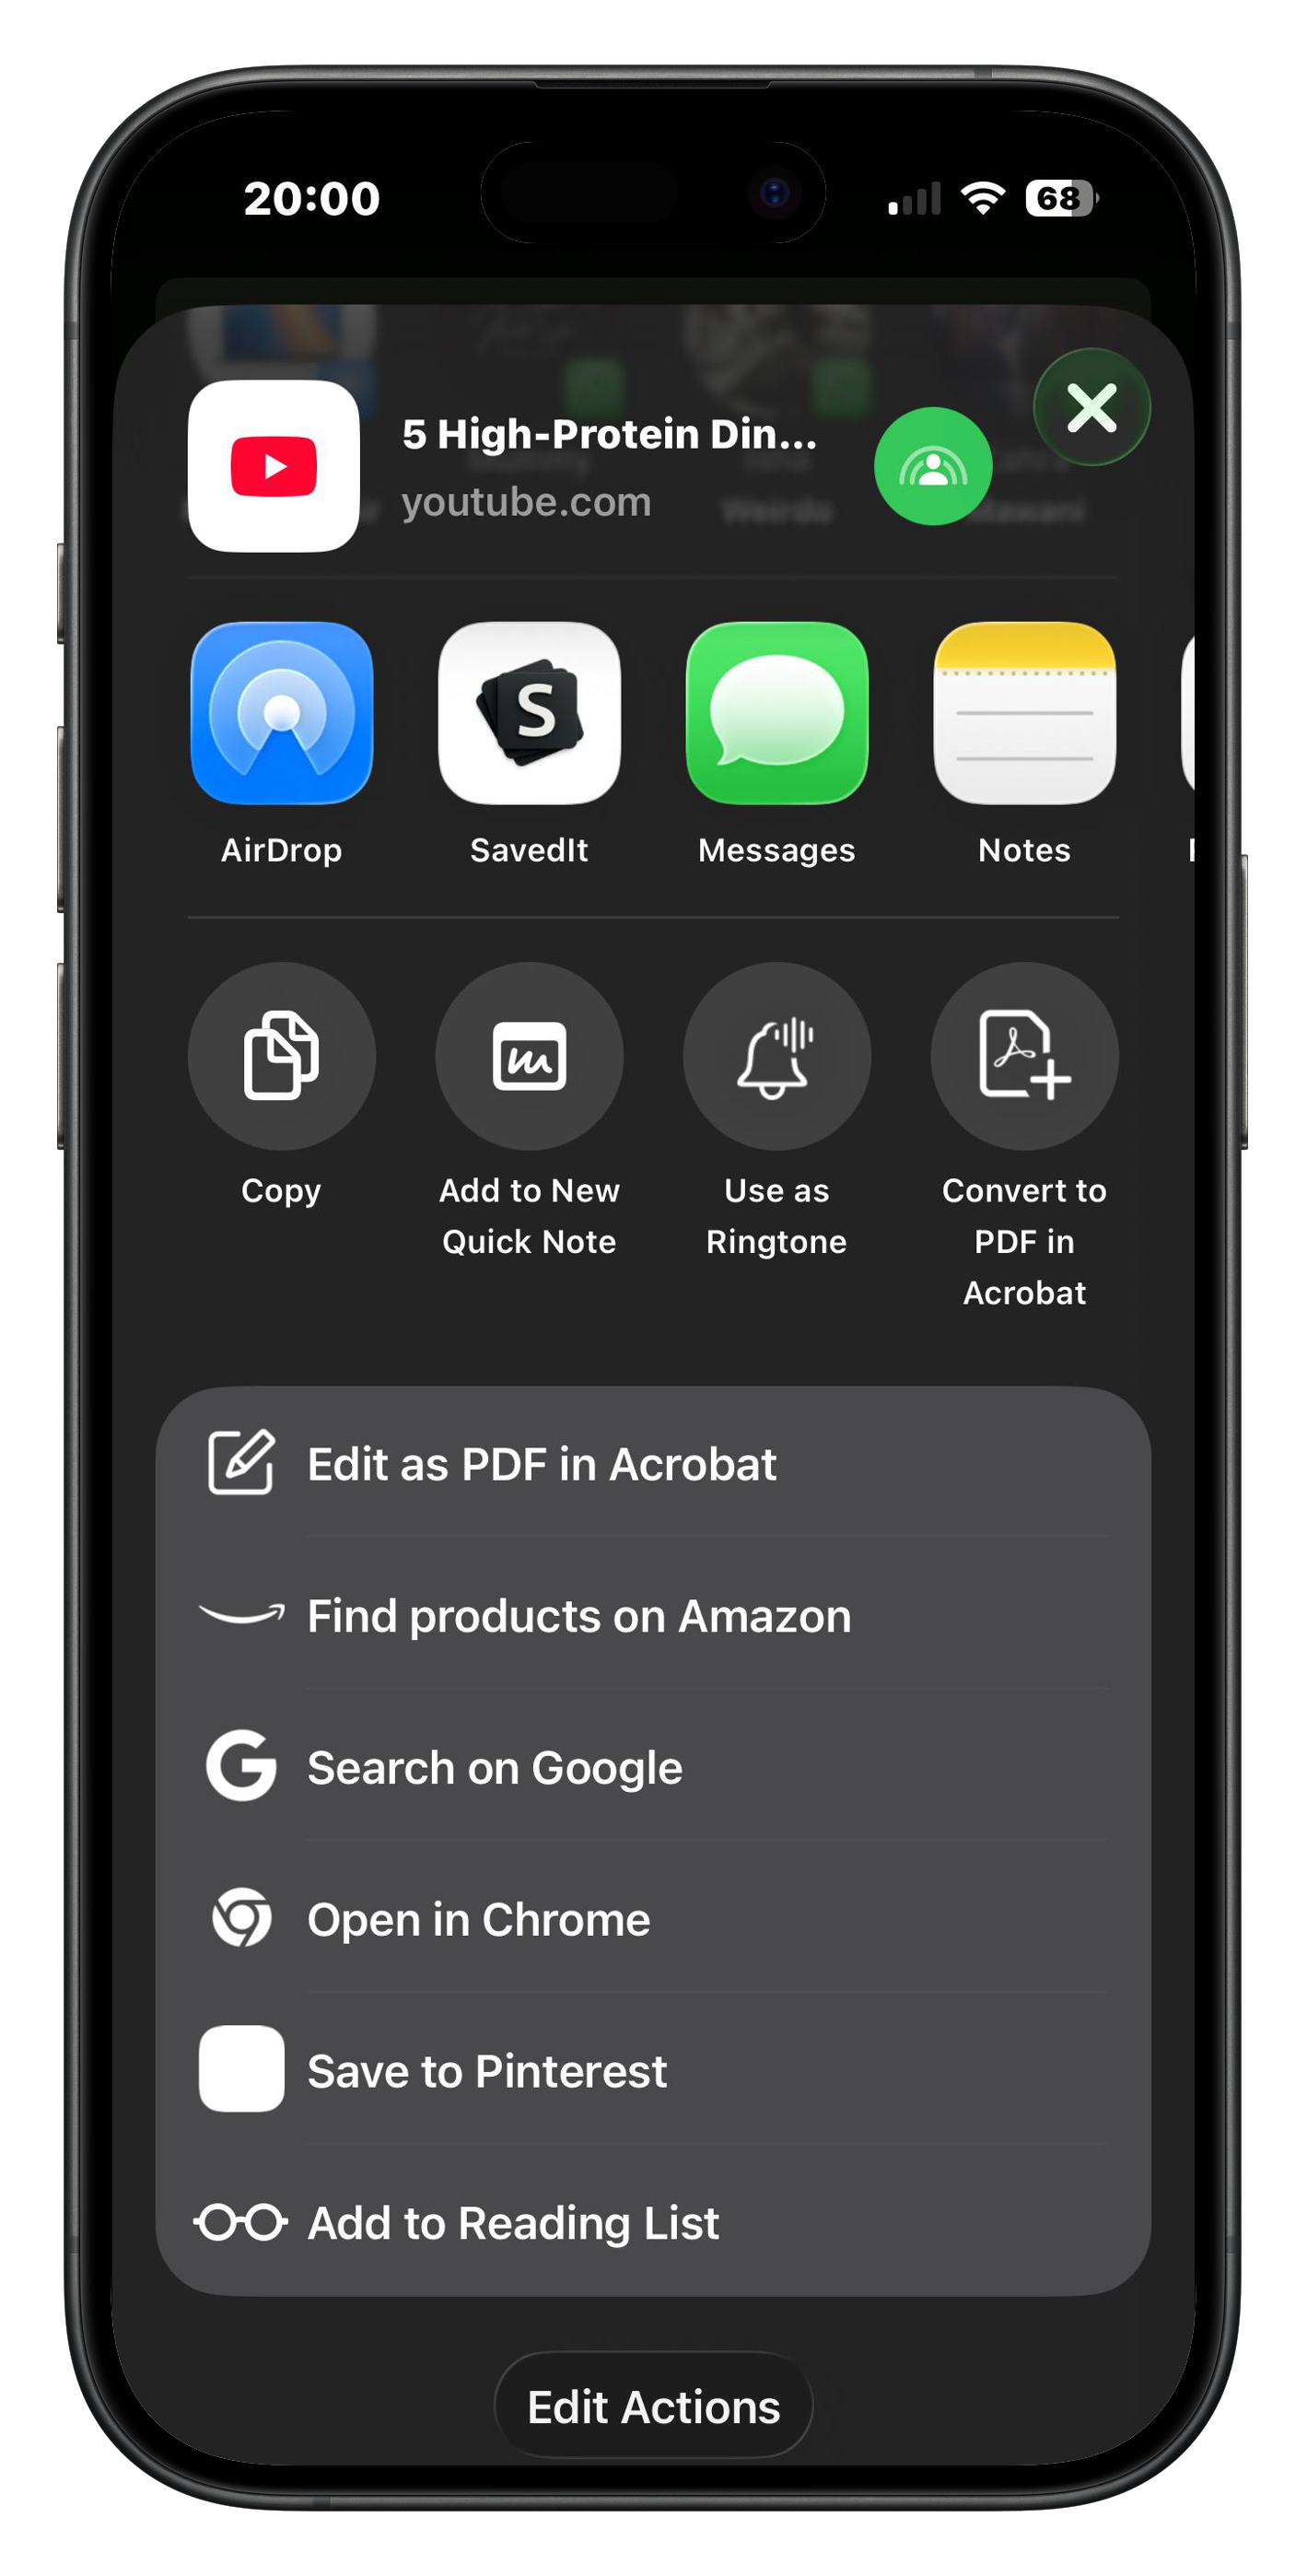 20:00
68
5 High-Protein Din...
youtube.com
Weirdo
AirDrop
SavedIt
Messages
Notes
Copy
Add to New
Quick Note
Use as
Ringtone
Convert to
PDF in
Acrobat
Edit as PDF in Acrobat
Find products on Amazon
Search on Google
Open in Chrome
Save to Pinterest
Add to Reading List
Edit Actions